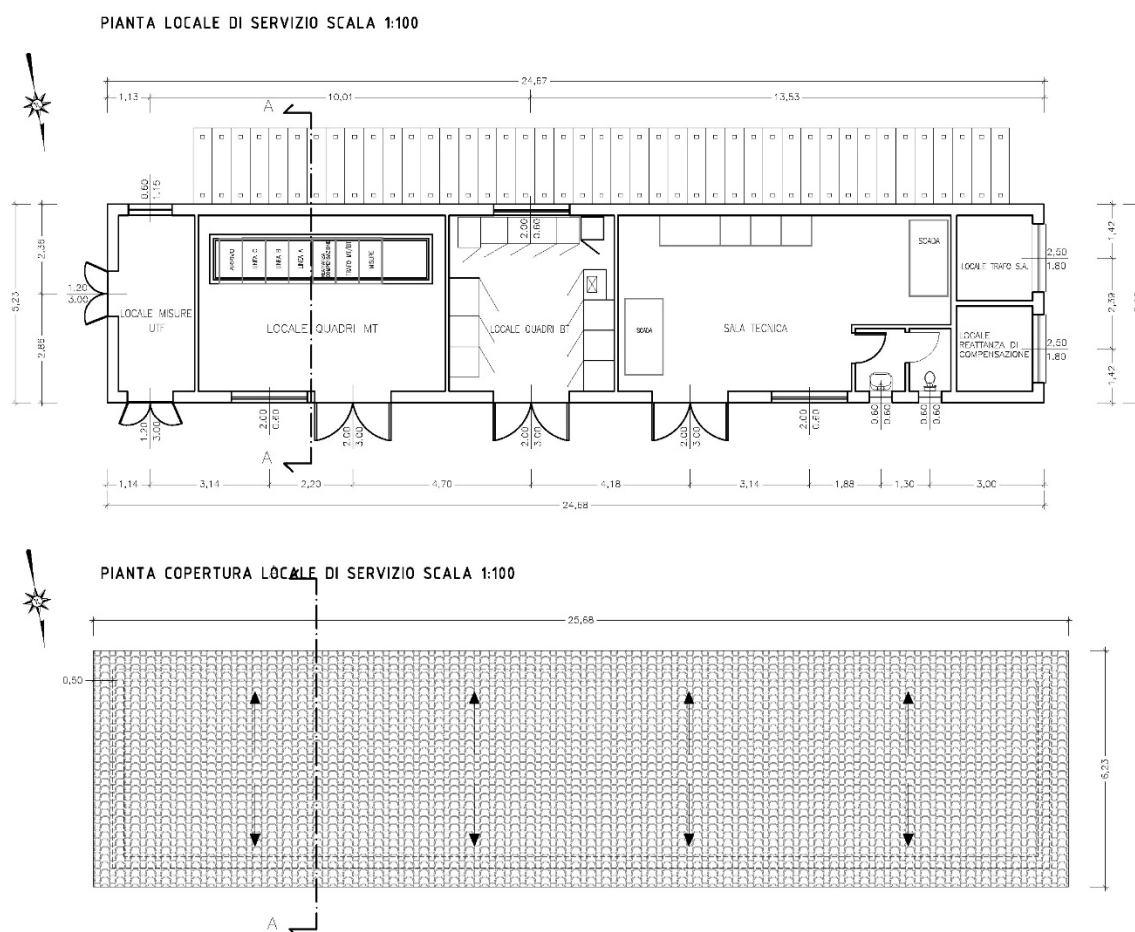 PIANTA LOCALE DI SERVIZIO SCALA 1:100
24,67
1,13
10,01
13,53
A
0.60
1.15
2.00
0.60
5,23
2,36
2,86
1.20
3.00
LOCALE MISURE
UTF
ARRIVO
LINEA C
LINEA B
LINEA A
REATTANZA
COMPENSAZIONE
TRAFO MT/BT
MISURE
LOCALE QUADRI MT
LOCALE QUADRI BT
SCADA
SCADA
SALA TECNICA
LOCALE TRAFO S.A.
LOCALE
REATTANZA DI
COMPENSAZIONE
2,50
1.80
2,50
1.80
1,42
2,39
1,42
1.20
3.00
2.00
0.60
2.00
3.00
2.00
3.00
2.00
3.00
2.00
0.60
0.60
0.60
0.60
0.60
A
1,14
3,14
2,20
4,70
4,18
3,14
1,88
1,30
3,00
24,68
PIANTA COPERTURA LOCALE DI SERVIZIO SCALA 1:100
A
25,68
0,50
6,23
A